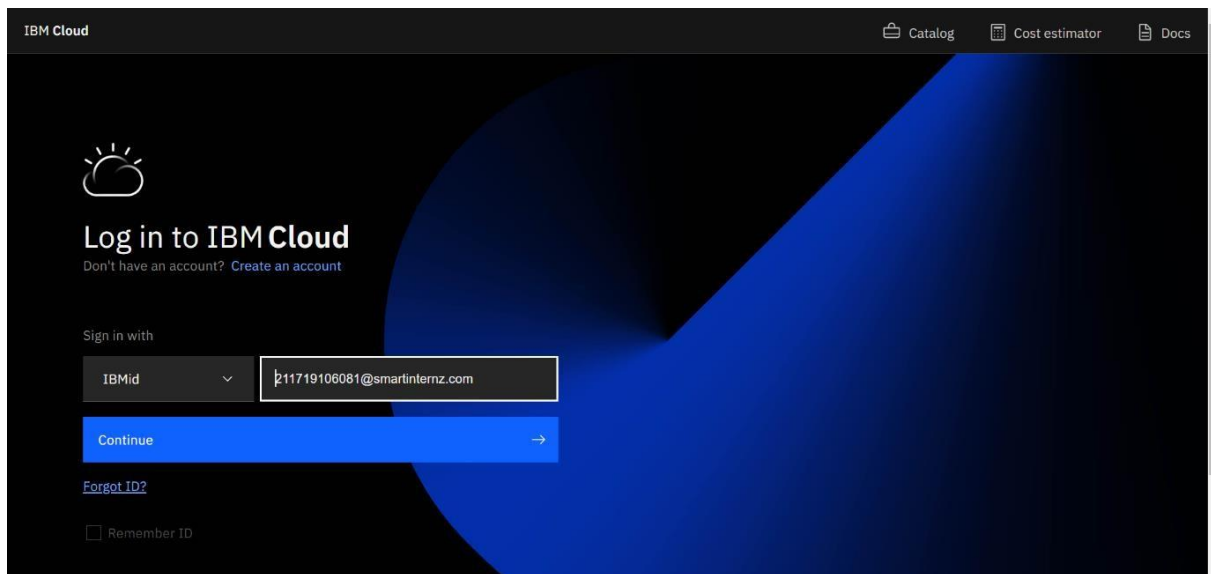 IBM Cloud
Catalog
Cost estimator
Docs
Log in to IBM Cloud
Don't have an account? Create an account
Sign in with
IBMid
211719106081@smartinternz.com
Continue
Forgot ID?
Remember ID